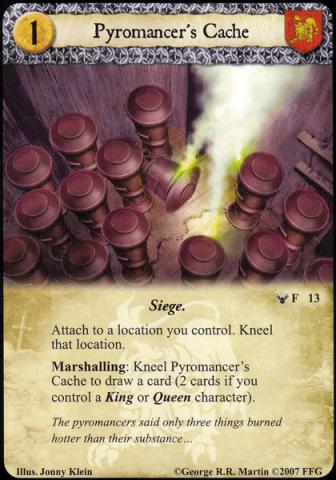 1
Pyromancer's Cache
Siege.
F 13
Attach to a location you control. Kneel
that location.
Marshalling: Kneel Pyromancer's
Cache to draw a card (2 cards if you
control a King or Queen character).
The pyromancers said only three things burned
hotter than their substance...
Illus. Jonny Klein
©George R.R. Martin ©2007 FFG